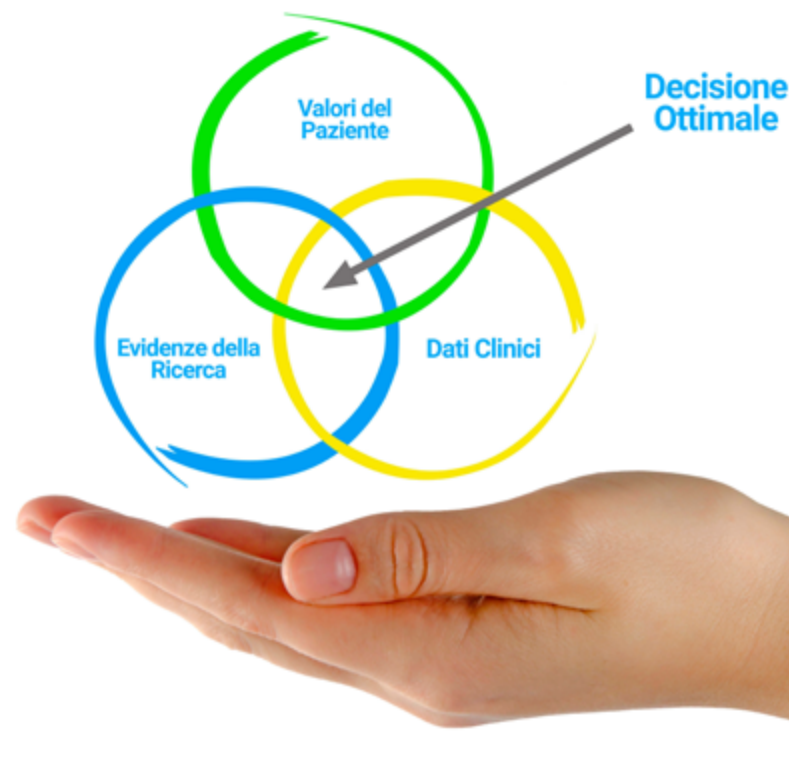 Valori del
Paziente
Decisione
Ottimale
Evidenze della
Ricerca
Dati Clinici